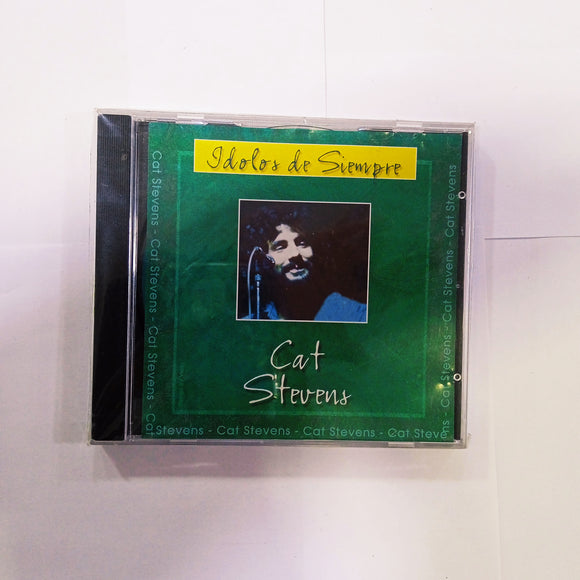 Idolos de Siempre
Cat
Stevens
Cat Stevens - Cat Stevens - Cat Stevens - Cat
Stevens - Cat Stevens - Cat Stevens - Cat Stevens
Cat Stevens - Cat Stevens - Cat Stevens